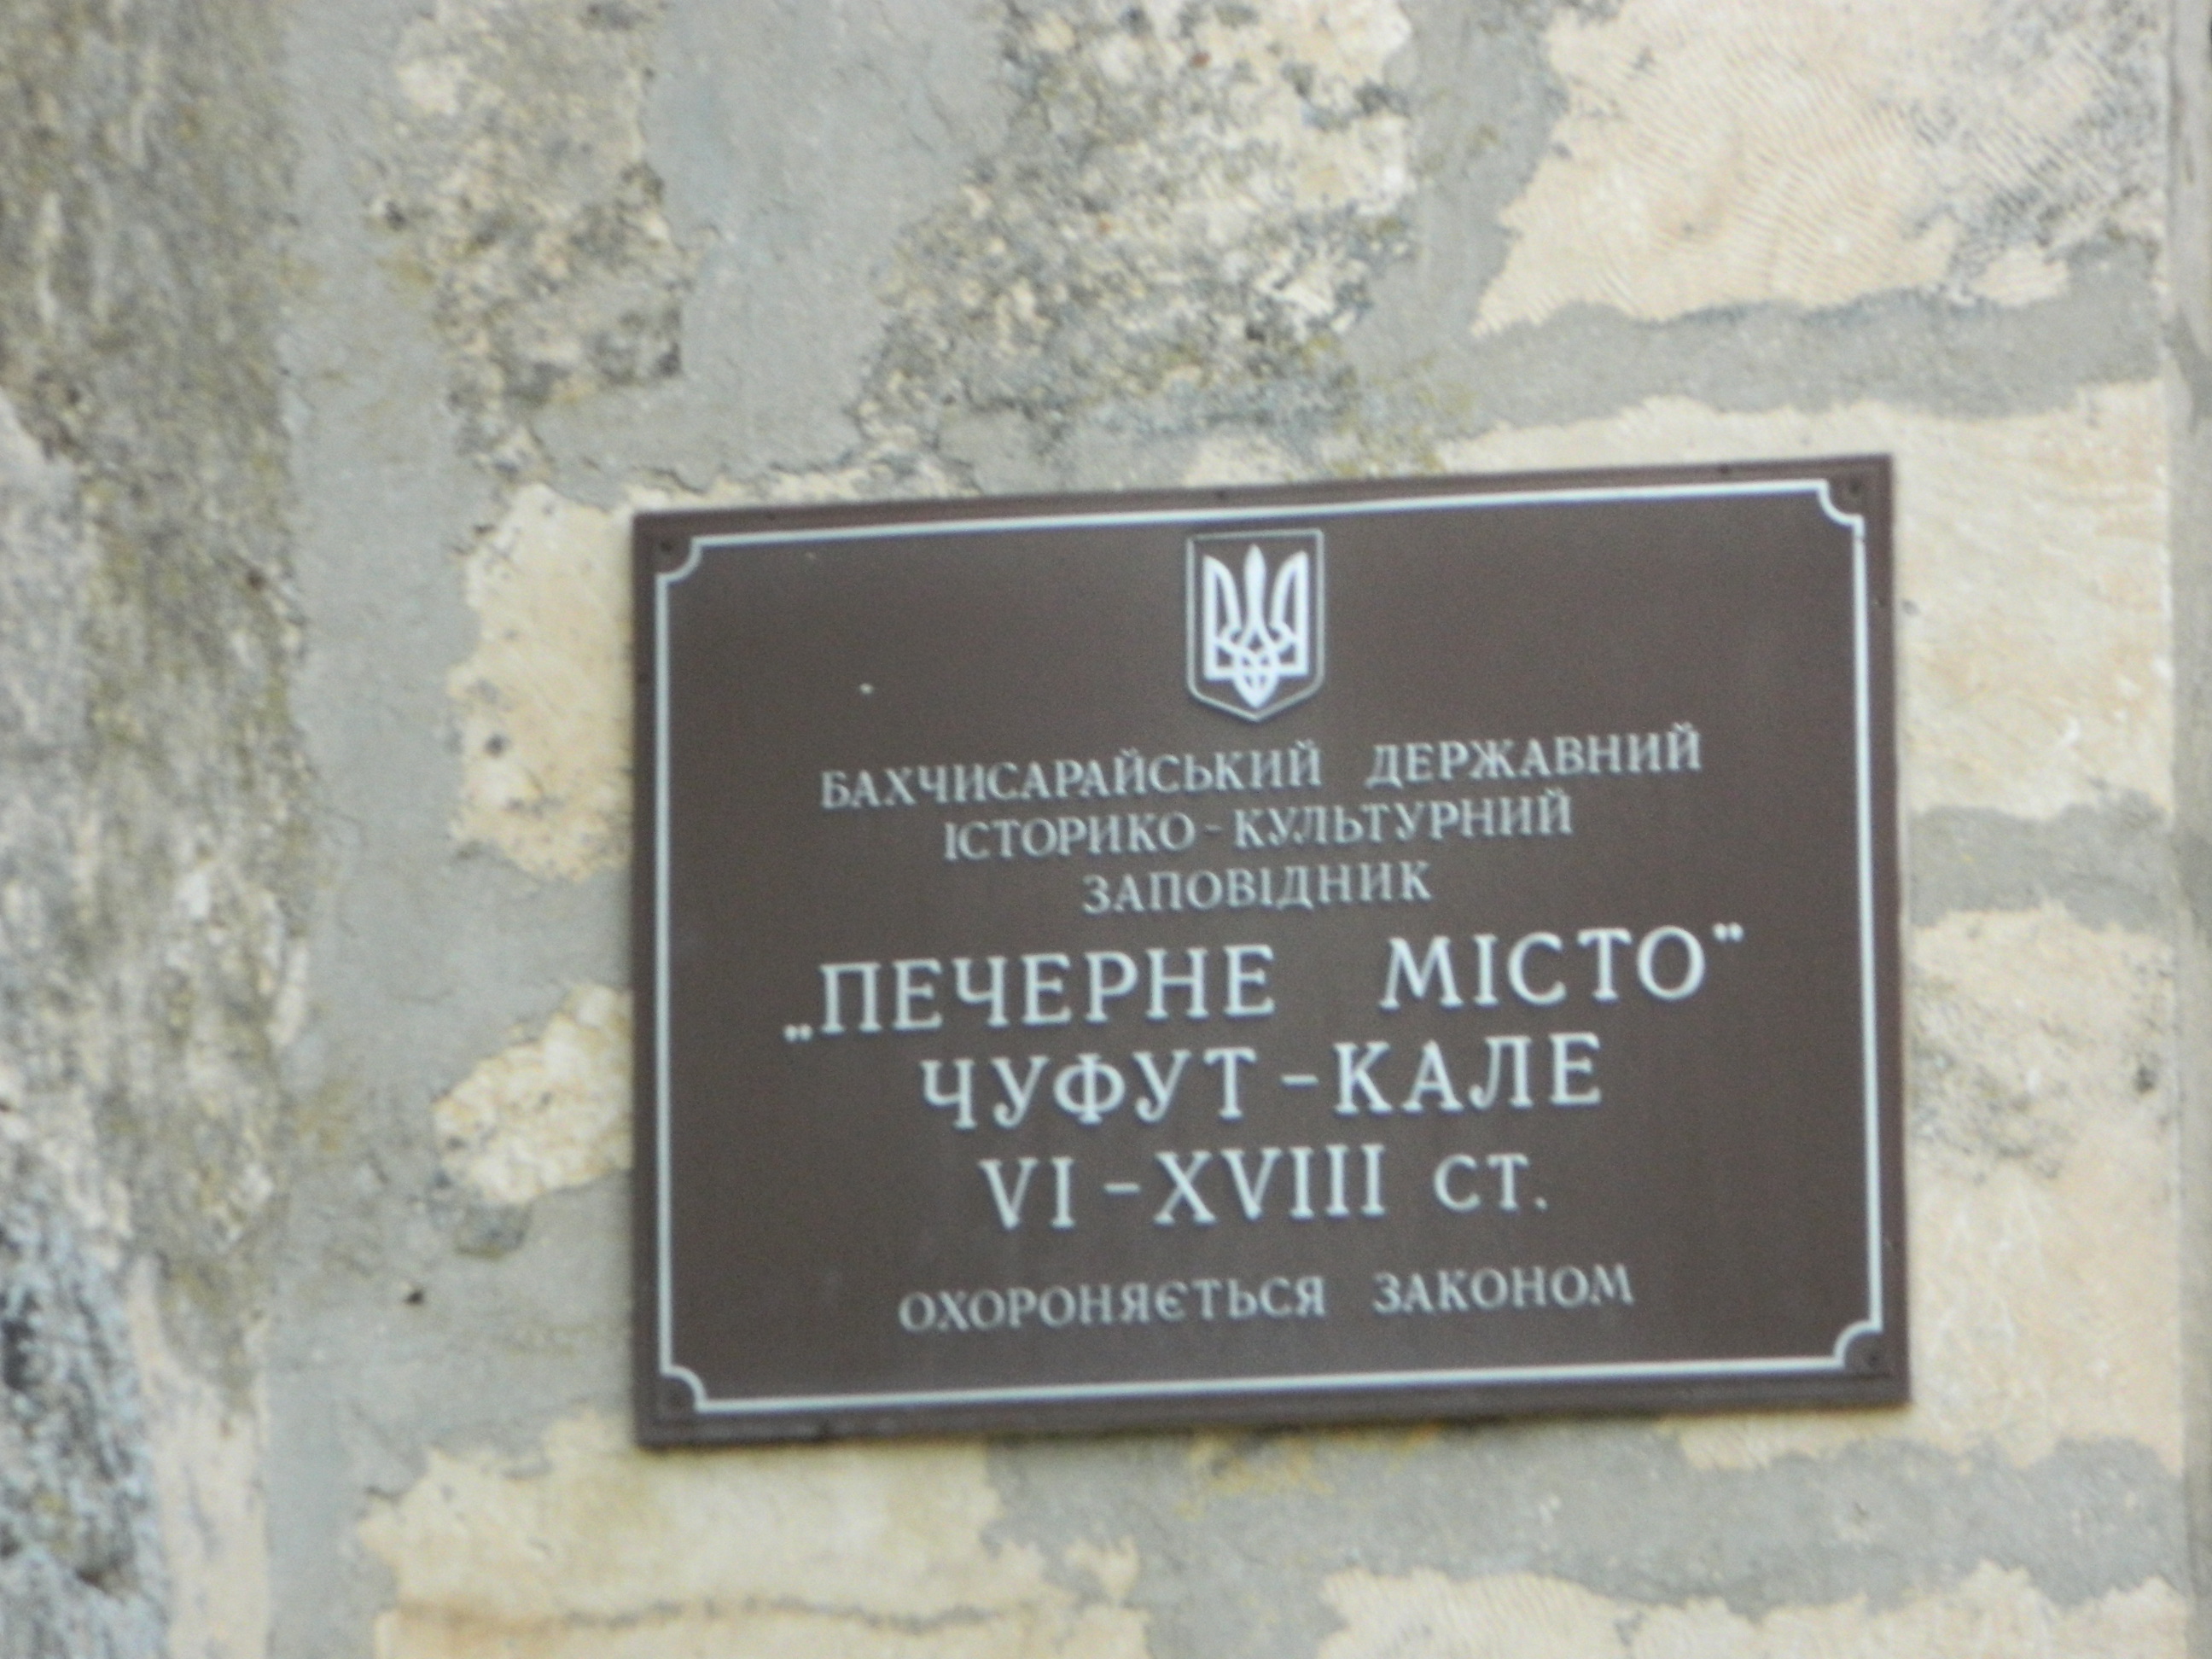 БАХЧИСАРАЙСЬКИЙ ДЕРЖАВНИЙ
ІСТОРИКО-КУЛЬТУРНИЙ
ЗАПОВІДНИК
„ПЕЧЕРНЕ МІСТО”
ЧУФУТ-КАЛЕ
VI-XVIII СТ.
ОХОРОНЯЄТЬСЯ ЗАКОНОМ